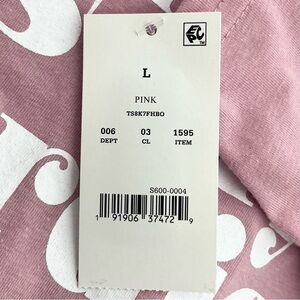 L
PINK
TS8K7FHBO
006 03 1595
DEPT CL ITEM
S600-0004
1 91906 37472 9